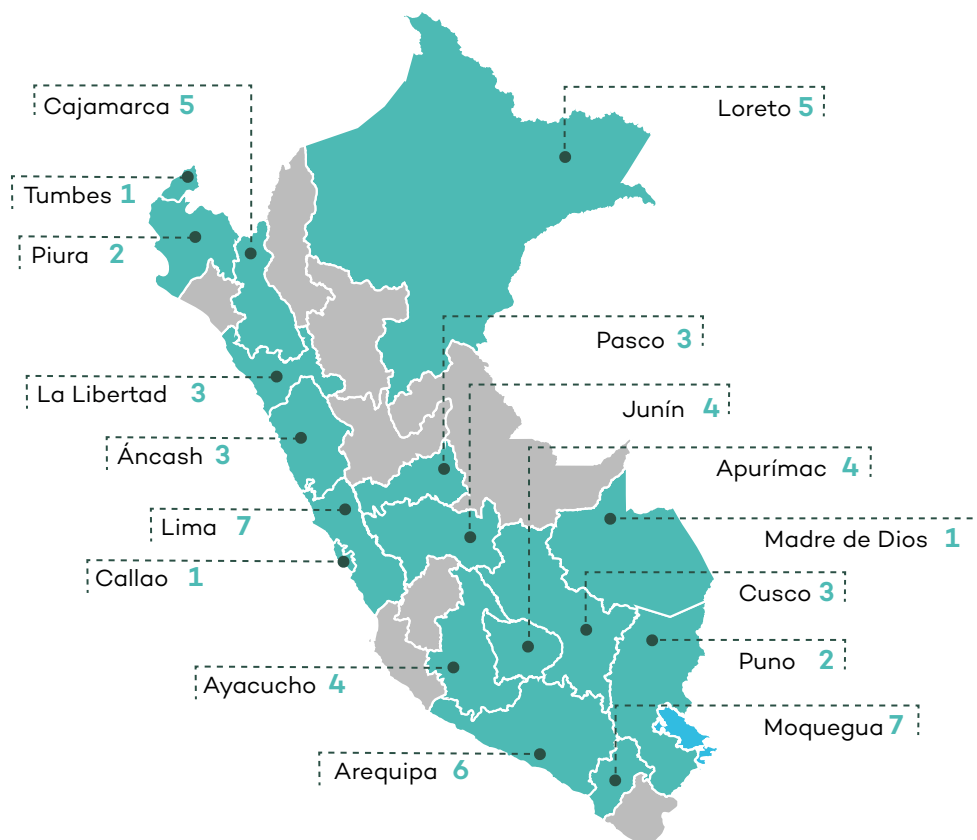 Cajamarca 5
Loreto 5
Tumbes 1
Piura 2
Pasco 3
La Libertad 3
Junín 4
Áncash 3
Apurímac 4
Lima 7
Madre de Dios 1
Callao 1
Cusco 3
Puno 2
Ayacucho 4
Moquegua 7
Arequipa 6